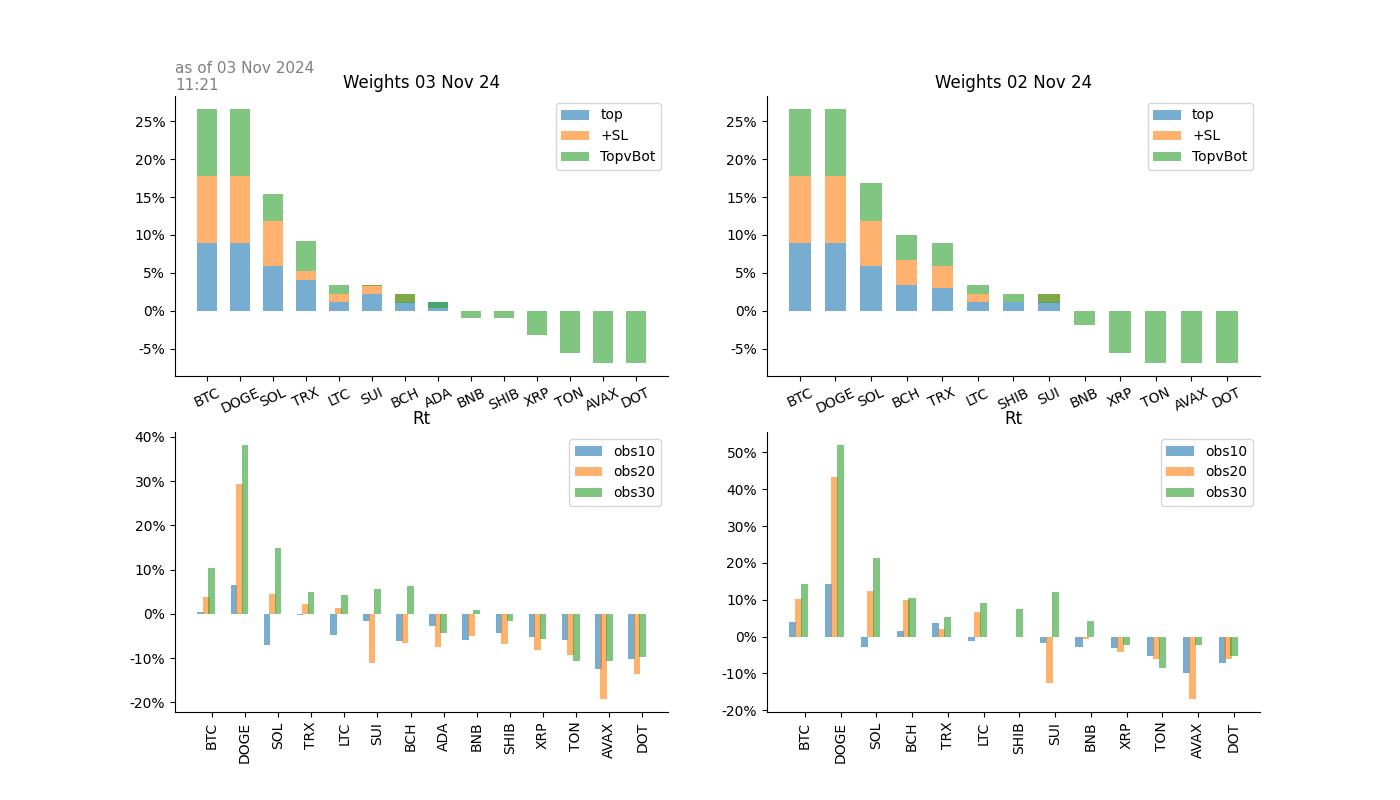 as of 03 Nov 2024
11:21
Weights 03 Nov 24
25%
20%
15%
10%
5%
0%
-5%
top
+SL
TopvBot
BTC DOGE SOL TRX LTC SUI BCH ADA BNB SHIB XRP TON AVAX DOT
Weights 02 Nov 24
25%
20%
15%
10%
5%
0%
-5%
top
+SL
TopvBot
BTC DOGE SOL BCH TRX LTC SHIB SUI BNB XRP TON AVAX DOT
Rt
40%
30%
20%
10%
0%
-10%
-20%
obs10
obs20
obs30
BTC DOGE SOL TRX LTC SUI BCH ADA BNB SHIB XRP TON AVAX DOT
Rt
50%
40%
30%
20%
10%
0%
-10%
-20%
obs10
obs20
obs30
BTC DOGE SOL BCH TRX LTC SHIB SUI BNB XRP TON AVAX DOT